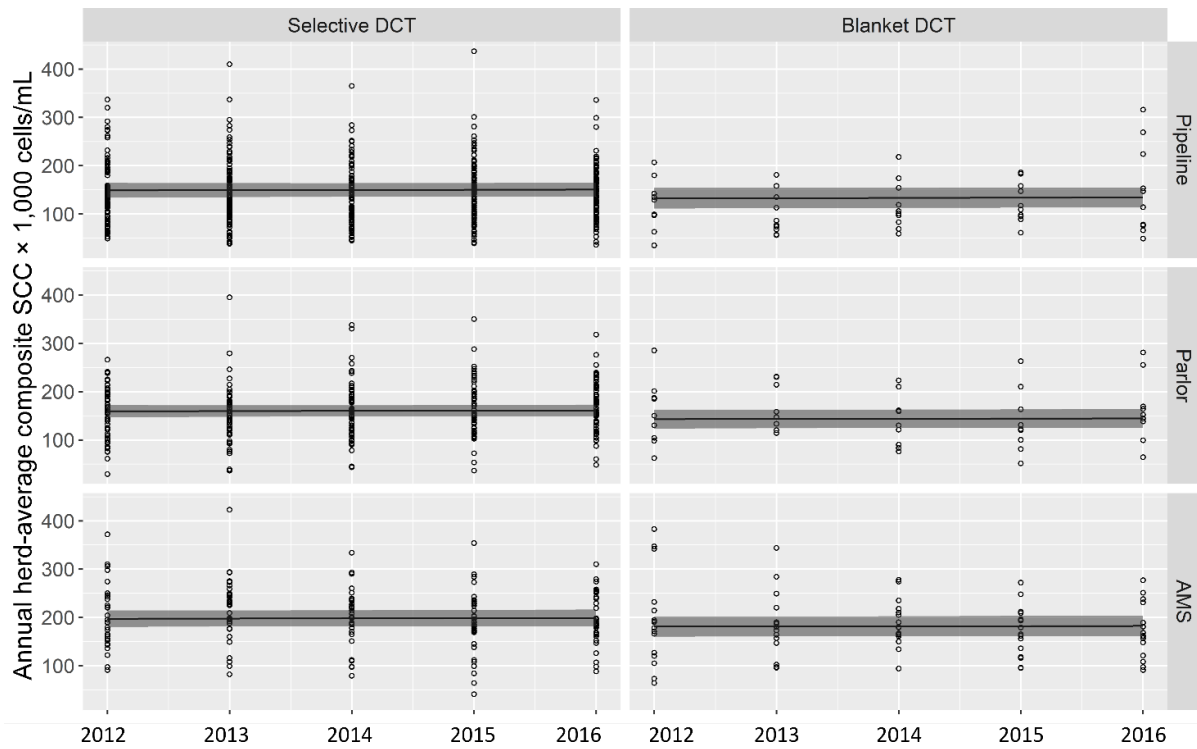 Selective DCT
Blanket DCT
Annual herd-average composite SCC × 1,000 cells/mL
400
300
200
100
Pipeline
400
300
200
100
Parlor
400
300
200
100
AMS
2012 2013 2014 2015 2016 2012 2013 2014 2015 2016